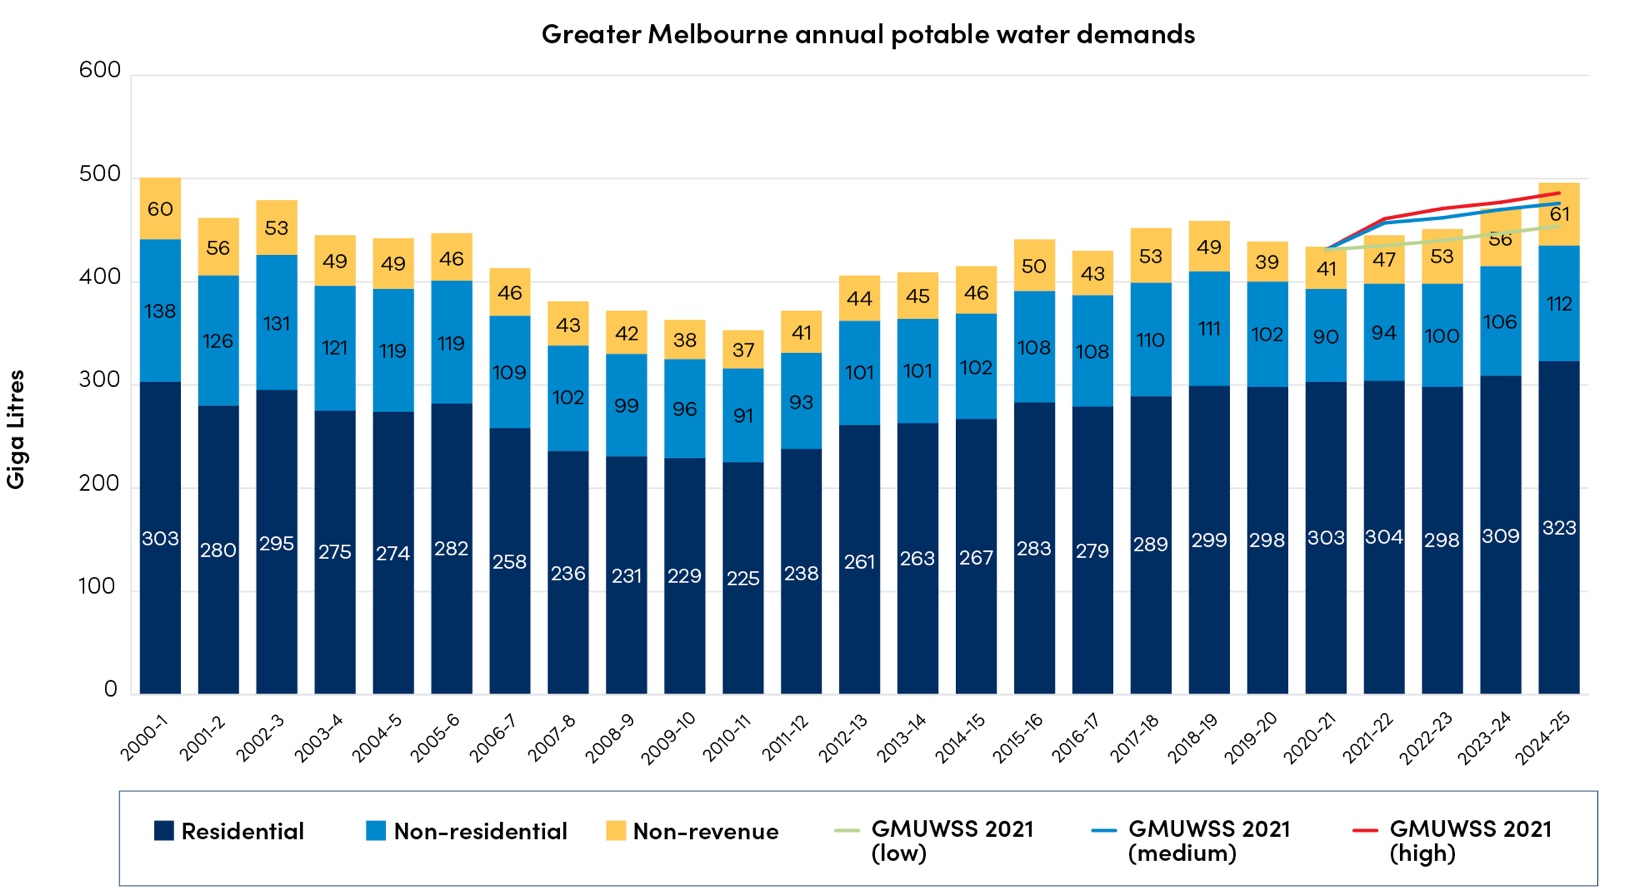 Greater Melbourne annual potable water demands
Giga Litres
600
500
400
300
200
100
0
60 56 53 49 49 46 46 43 42 38 37 41 44 45 46 50 43 53 49 39 41 47 53 56 61
138 126 131 121 119 119 109 102 99 96 91 93 101 101 102 108 108 110 111 102 90 94 100 106 112
303 280 295 275 274 282 258 236 231 229 225 238 261 263 267 283 279 289 299 298 303 304 298 309 323
2000-1 2001-2 2002-3 2003-4 2004-5 2005-6 2006-7 2007-8 2008-9 2009-10 2010-11 2011-12 2012-13 2013-14 2014-15 2015-16 2016-17 2017-18 2018-19 2019-20 2020-21 2021-22 2022-23 2023-24 2024-25
Residential
Non-residential
Non-revenue
GMUWSS 2021
(low)
GMUWSS 2021
(medium)
GMUWSS 2021
(high)